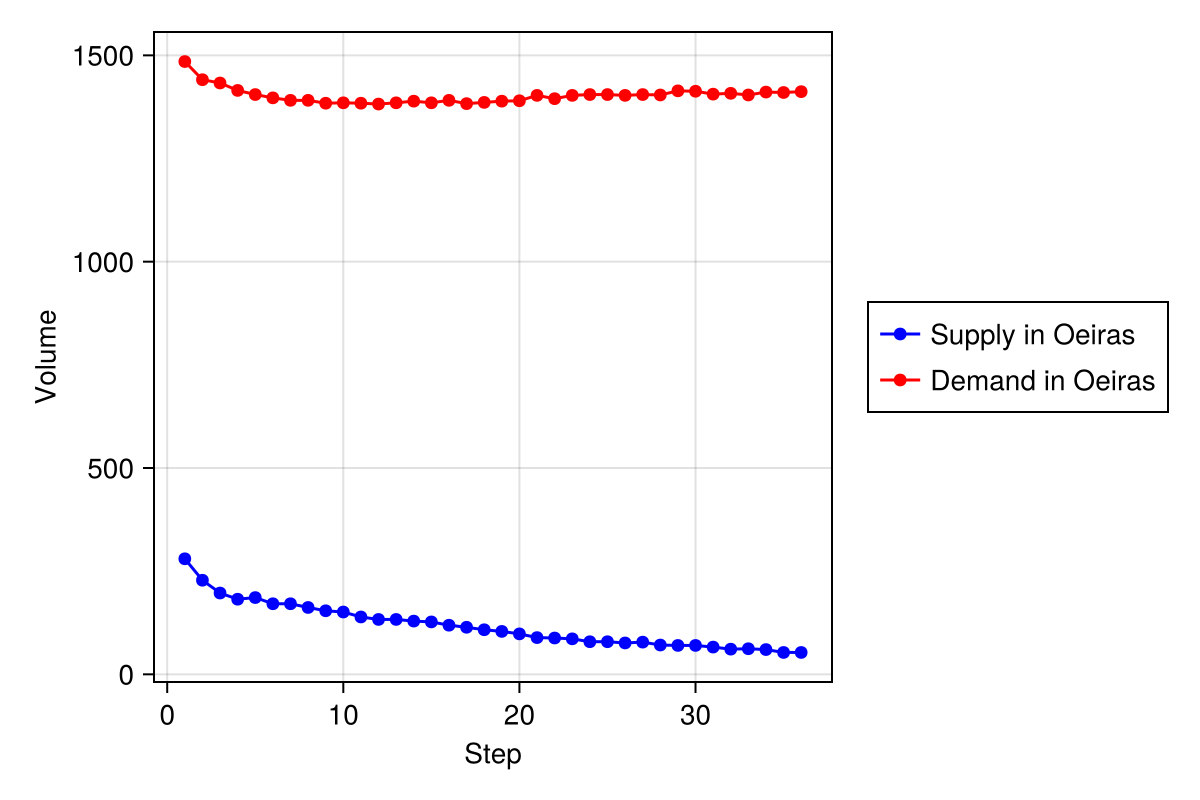 1500
1000
500
0
Volume
0 10 20 30
Step
Supply in Oeiras
Demand in Oeiras